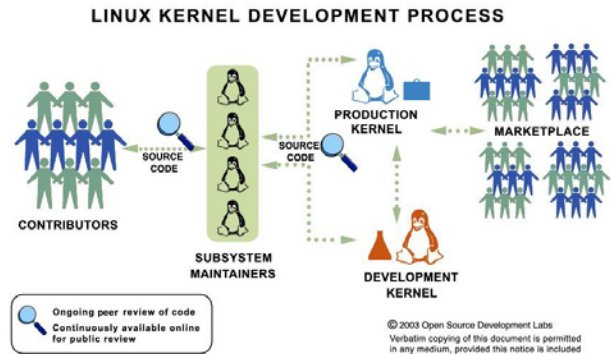 LINUX KERNEL DEVELOPMENT PROCESS
CONTRIBUTORS
SOURCE
CODE
SUBSYSTEM
MAINTAINERS
SOURCE
CODE
PRODUCTION
KERNEL
DEVELOPMENT
KERNEL
MARKETPLACE
Ongoing peer review of code
Continuously available online
for public review
© 2003 Open Source Development Labs
Verbatim copying of this document is permitted
in any medium, provided this notice is included